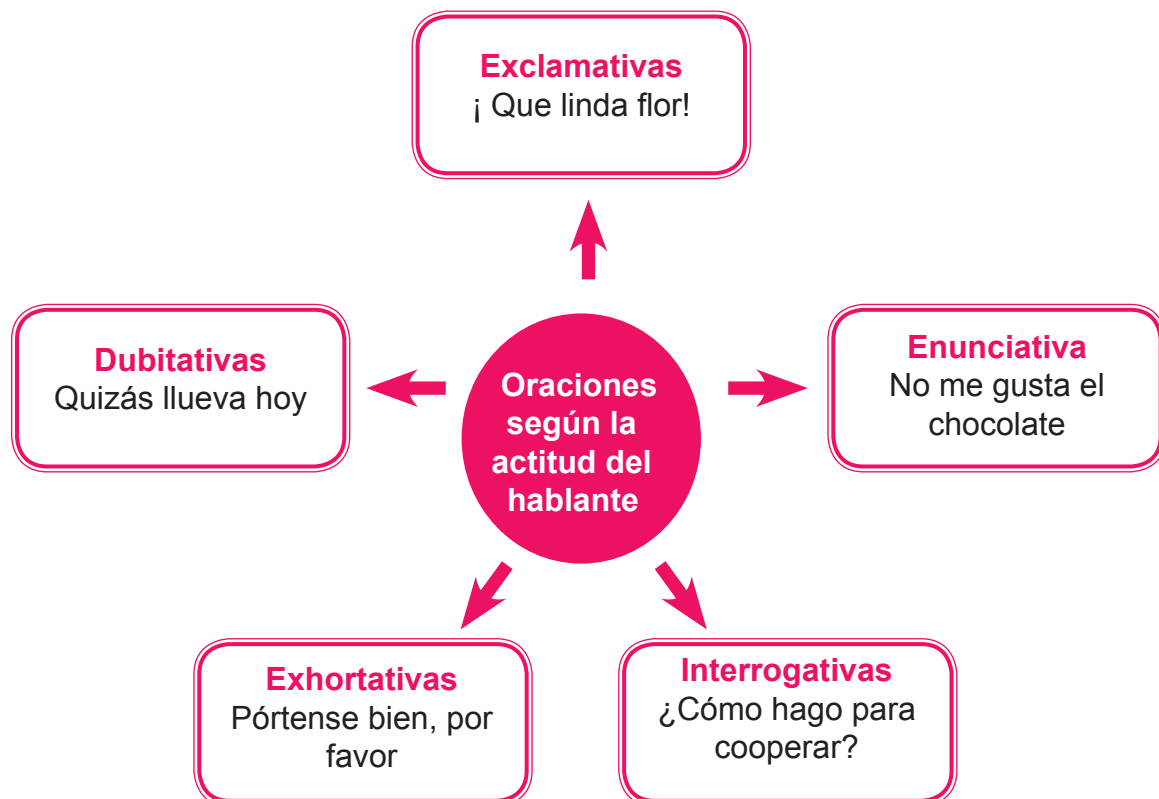 Exclamativas
¡ Que linda flor!
Dubitativas
Quizás llueva hoy
Oraciones
según la
actitud del
hablante
Enunciativa
No me gusta el
chocolate
Exhortativas
Pórtense bien, por
favor
Interrogativas
¿Cómo hago para
cooperar?